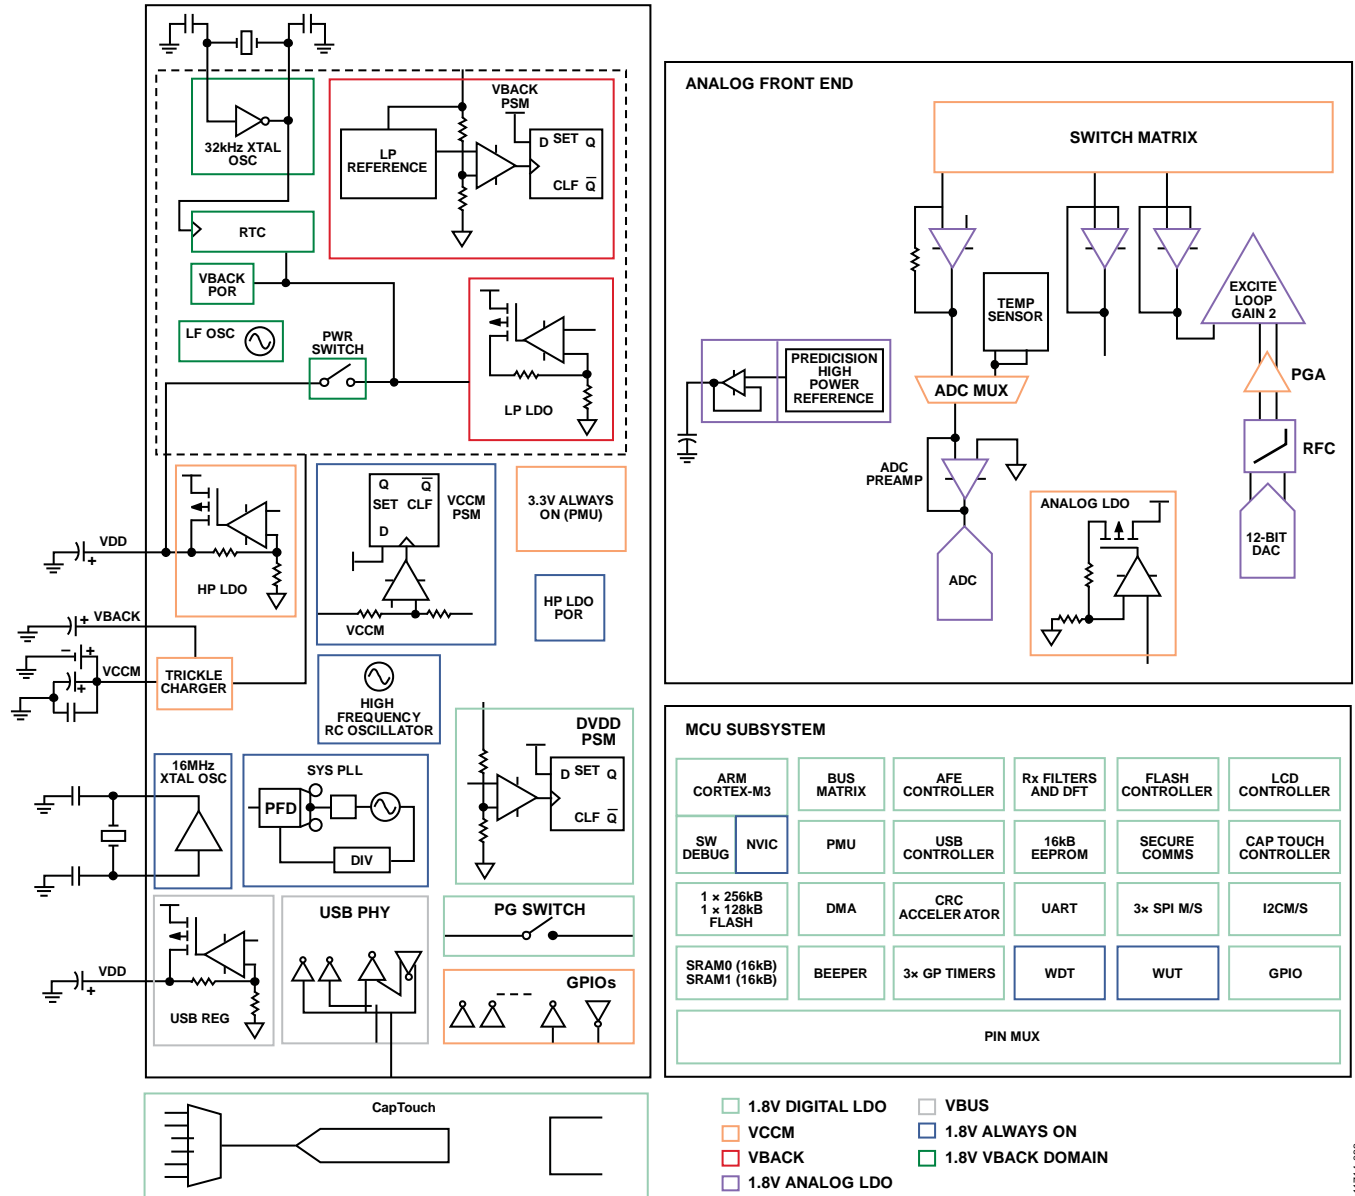 32kHz XTAL
OSC
LP
REFERENCE
VBACK
PSM
D SET Q
CLF Q
RTC
VBACK
POR
LF OSC
PWR
SWITCH
LP LDO
HP LDO
Q Q
SET CLF
D
VCCM
PSM
VCCM
3.3V ALWAYS
ON (PMU)
HP LDO
POR
VDD
+
VBACK
+
– +
VCCM
+
TRICKLE
CHARGER
HIGH
FREQUENCY
RC OSCILLATOR
DVDD
PSM
D SET Q
CLF Q
16MHz
XTAL OSC
SYS PLL
PFD
DIV
USB PHY
PG SWITCH
GPIOs
VDD
+
USB REG
CapTouch
ANALOG FRONT END
SWITCH MATRIX
TEMP
SENSOR
EXCITE
LOOP
GAIN 2
PREDICISION
HIGH
POWER
REFERENCE
ADC MUX
PGA
RFC
ADC
PREAMP
ANALOG LDO
ADC
12-BIT
DAC
MCU SUBSYSTEM
ARM
CORTEX-M3
BUS
MATRIX
AFE
CONTROLLER
Rx FILTERS
AND DFT
FLASH
CONTROLLER
LCD
CONTROLLER
SW
DEBUG
NVIC
PMU
USB
CONTROLLER
16kB
EEPROM
SECURE
COMMS
CAP TOUCH
CONTROLLER
1 × 256kB
1 × 128kB
FLASH
DMA
CRC
ACCELERATOR
UART
3× SPI M/S
I2CM/S
SRAM0 (16kB)
SRAM1 (16kB)
BEEPER
3× GP TIMERS
WDT
WUT
GPIO
PIN MUX
1.8V DIGITAL LDO
VCCM
VBACK
1.8V ANALOG LDO
VBUS
1.8V ALWAYS ON
1.8V VBACK DOMAIN